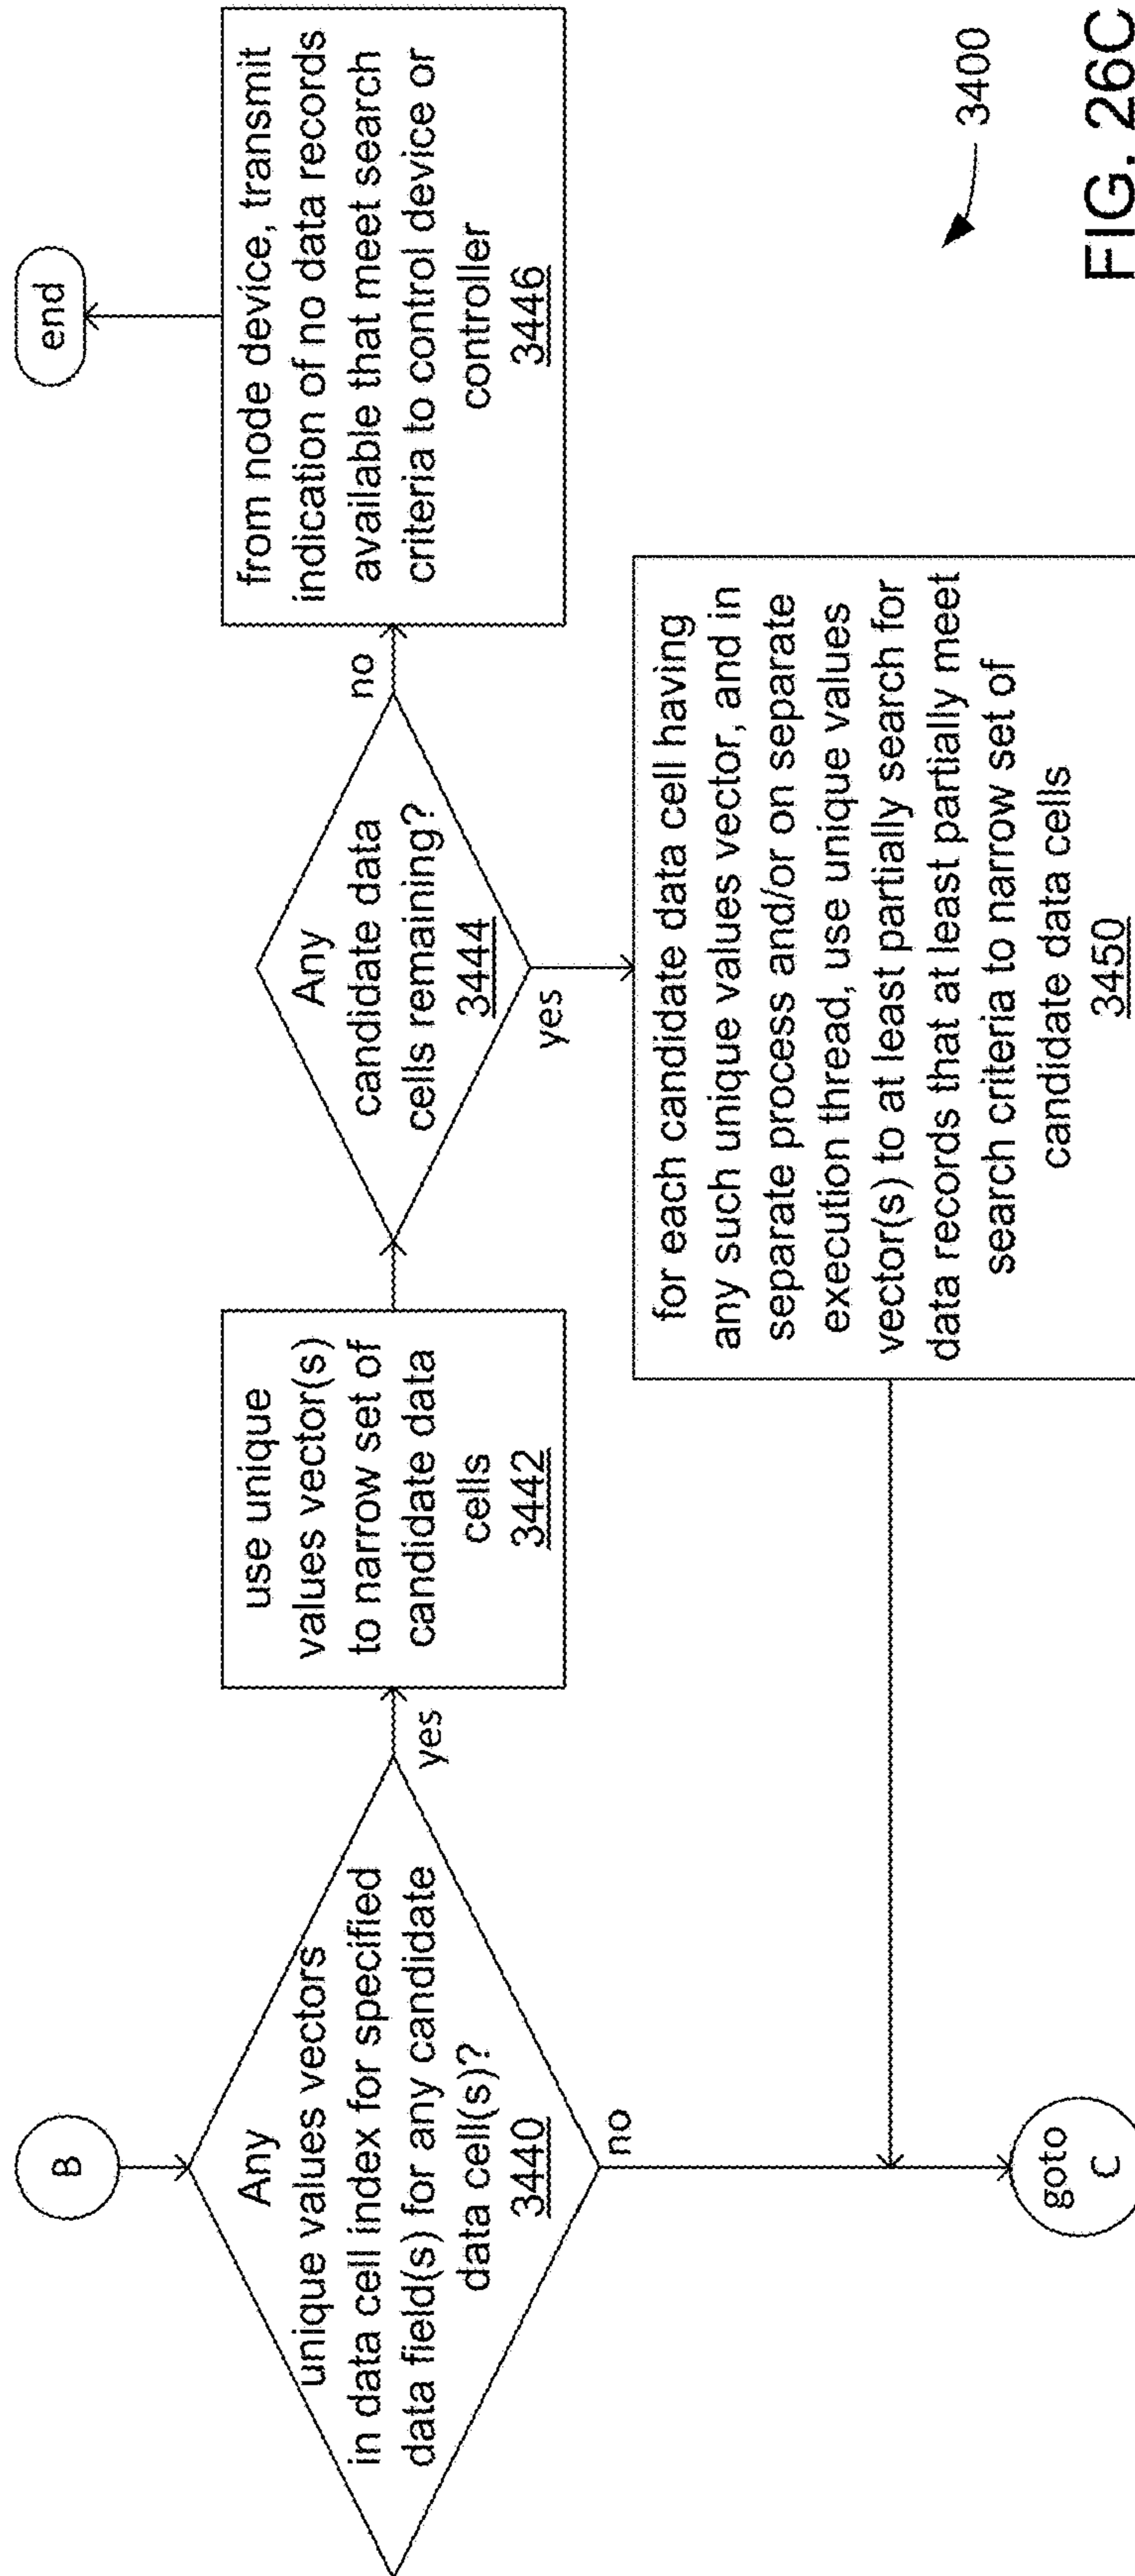 B
Any
unique values vectors
in data cell index for specified
data field(s) for any candidate
data cell(s)?
3440
yes
no
use unique
values vector(s)
to narrow set of
candidate data
cells
3442
Any
candidate data
cells remaining?
3444
no
yes
from node device, transmit
indication of no data records
available that meet search
criteria to control device or
controller
3446
end
for each candidate data cell having
any such unique values vector, and in
separate process and/or on separate
execution thread, use unique values
vector(s) to at least partially search for
data records that at least partially meet
search criteria to narrow set of
candidate data cells
3450
goto
C
3400
FIG. 26C